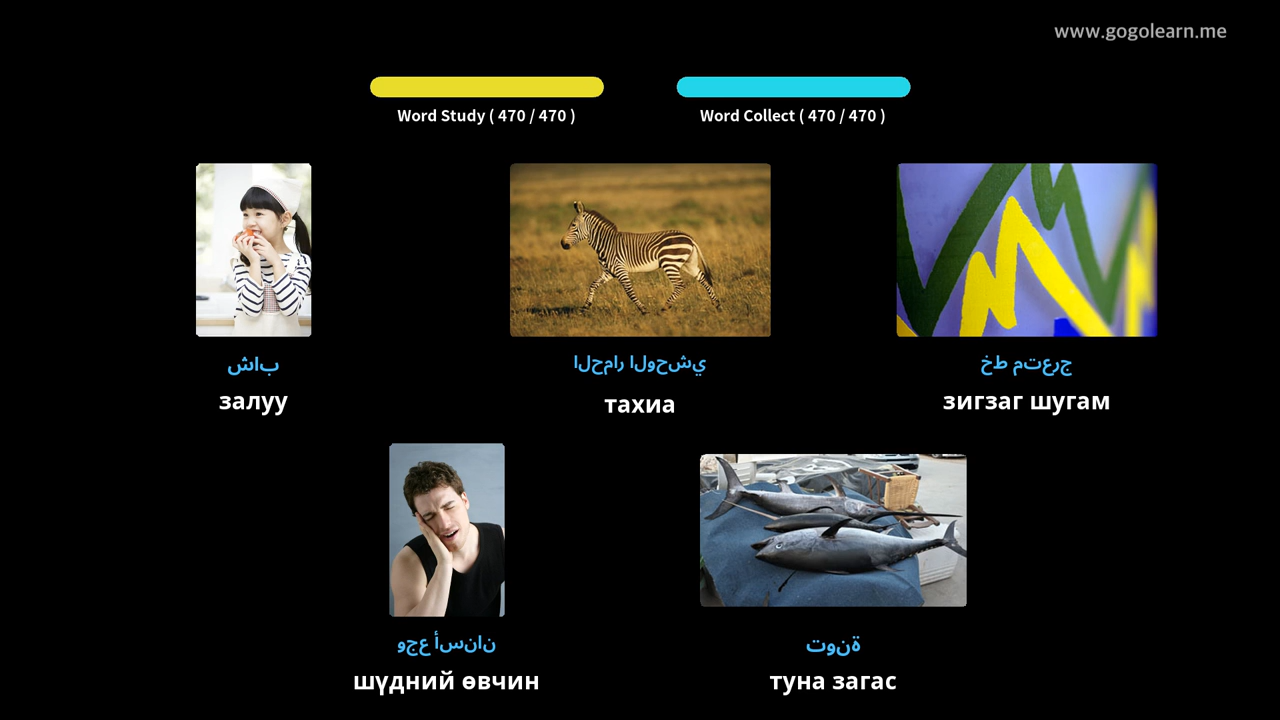 www.gogolearn.me
Word Study ( 470 / 470 )
Word Collect ( 470 / 470 )
شاب
залуу
الحمار الوحشي
тахиа
خط متعرج
зигзаг шугам
وجع أسنان
шүдний өвчин
تونة
туна загас